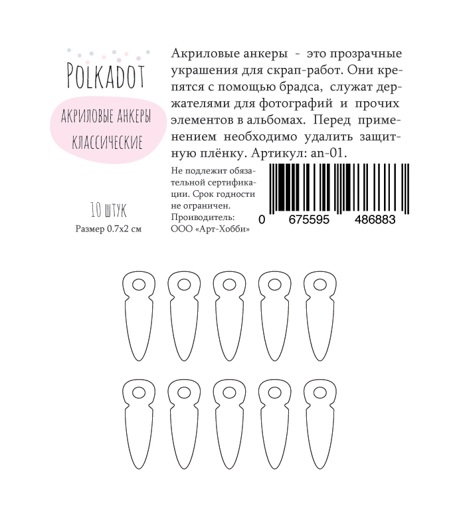 POLKADOT
АКРИЛОВЫЕ АНКЕРЫ
КЛАССИЧЕСКИЕ
10 ШТУК
Размер 0.7х2 см
Акриловые анкеры - это прозрачные
украшения для скрап-работ. Они кре-
пятся с помощью брадса, служат дер-
жателями для фотографий и прочих
элементов в альбомах. Перед приме-
нением необходимо удалить защит-
ную плёнку. Артикул: an-01.
Не подлежит обяза-
тельной сертифика-
ции. Срок годности
не ограничен.
Проиводитель:
ООО «Арт-Хобби»
0 675595 486883